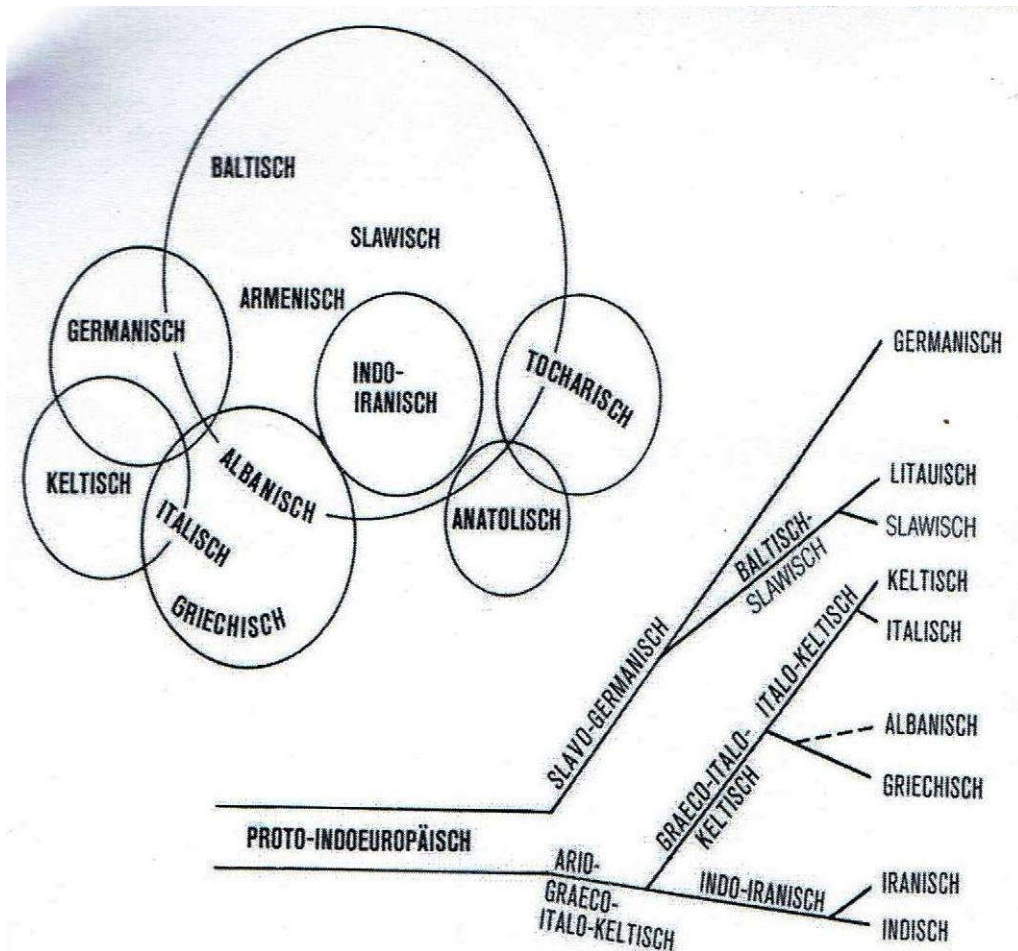 BALTISCH
SLAWISCH
ARMENISCH
GERMANISCH
INDO-
IRANISCH
TOCHARISCH
KELTISCH
ALBANISCH
ITALISCH
ANATOLISCH
GRIECHISCH
GERMANISCH
LITAUISCH
BALTISCH-
SLAWISCH
SLAWISCH
KELTISCH
ITALISCH
SLAVO-GERMANISCH
ITALO-KELTISCH
ALBANISCH
GRIECHISCH
GRAECO-ITALO-
KELTISCH
PROTO-INDOEUROPÄISCH
ARIO-
GRAECO-
ITALO-KELTISCH
INDO-IRANISCH
IRANISCH
INDISCH